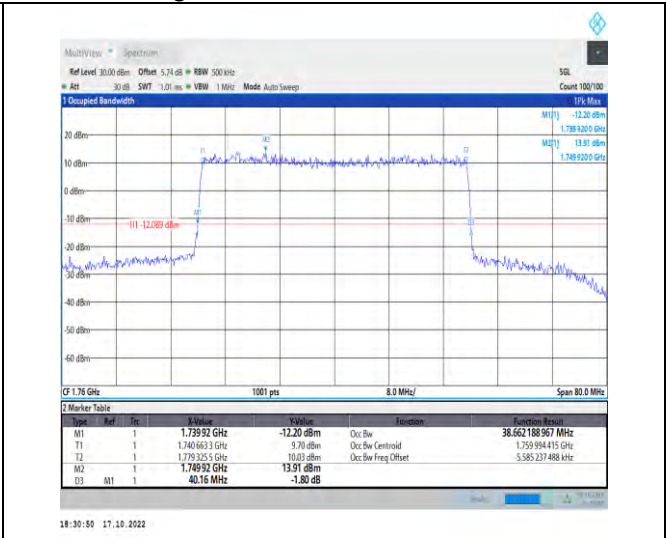 MultiView Spectrum
Ref Level 30.00 dBm Offset 5.74 dB RBW 500 kHz SGL
Att 30 dB SWT 1.01 ms VBW 1 MHz Mode Auto Sweep Count 100/100
1 Occupied Bandwidth 1Pk Max
M1[1] -12.20 dBm
1.739 9200 GHz
M2[1] 13.91 dBm
1.749 9200 GHz
20 dBm
M2
T1 T2
10 dBm
0 dBm
M1
-10 dBm
H1 -12.089 dBm
D3
-20 dBm
-30 dBm
-40 dBm
-50 dBm
-60 dBm
CF 1.76 GHz 1001 pts 8.0 MHz/ Span 80.0 MHz
2 Marker Table
Type Ref Trc X-Value Y-Value Function Function Result
M1 1 1.739 92 GHz -12.20 dBm Occ Bw 38.662 188 967 MHz
T1 1 1.740 663 3 GHz 9.70 dBm Occ Bw Centroid 1.759 994 415 GHz
T2 1 1.779 325 5 GHz 10.03 dBm Occ Bw Freq Offset -5.585 237 488 kHz
M2 1 1.749 92 GHz 13.91 dBm
D3 M1 1 40.16 MHz -1.80 dB
18:30:50 17.10.2022